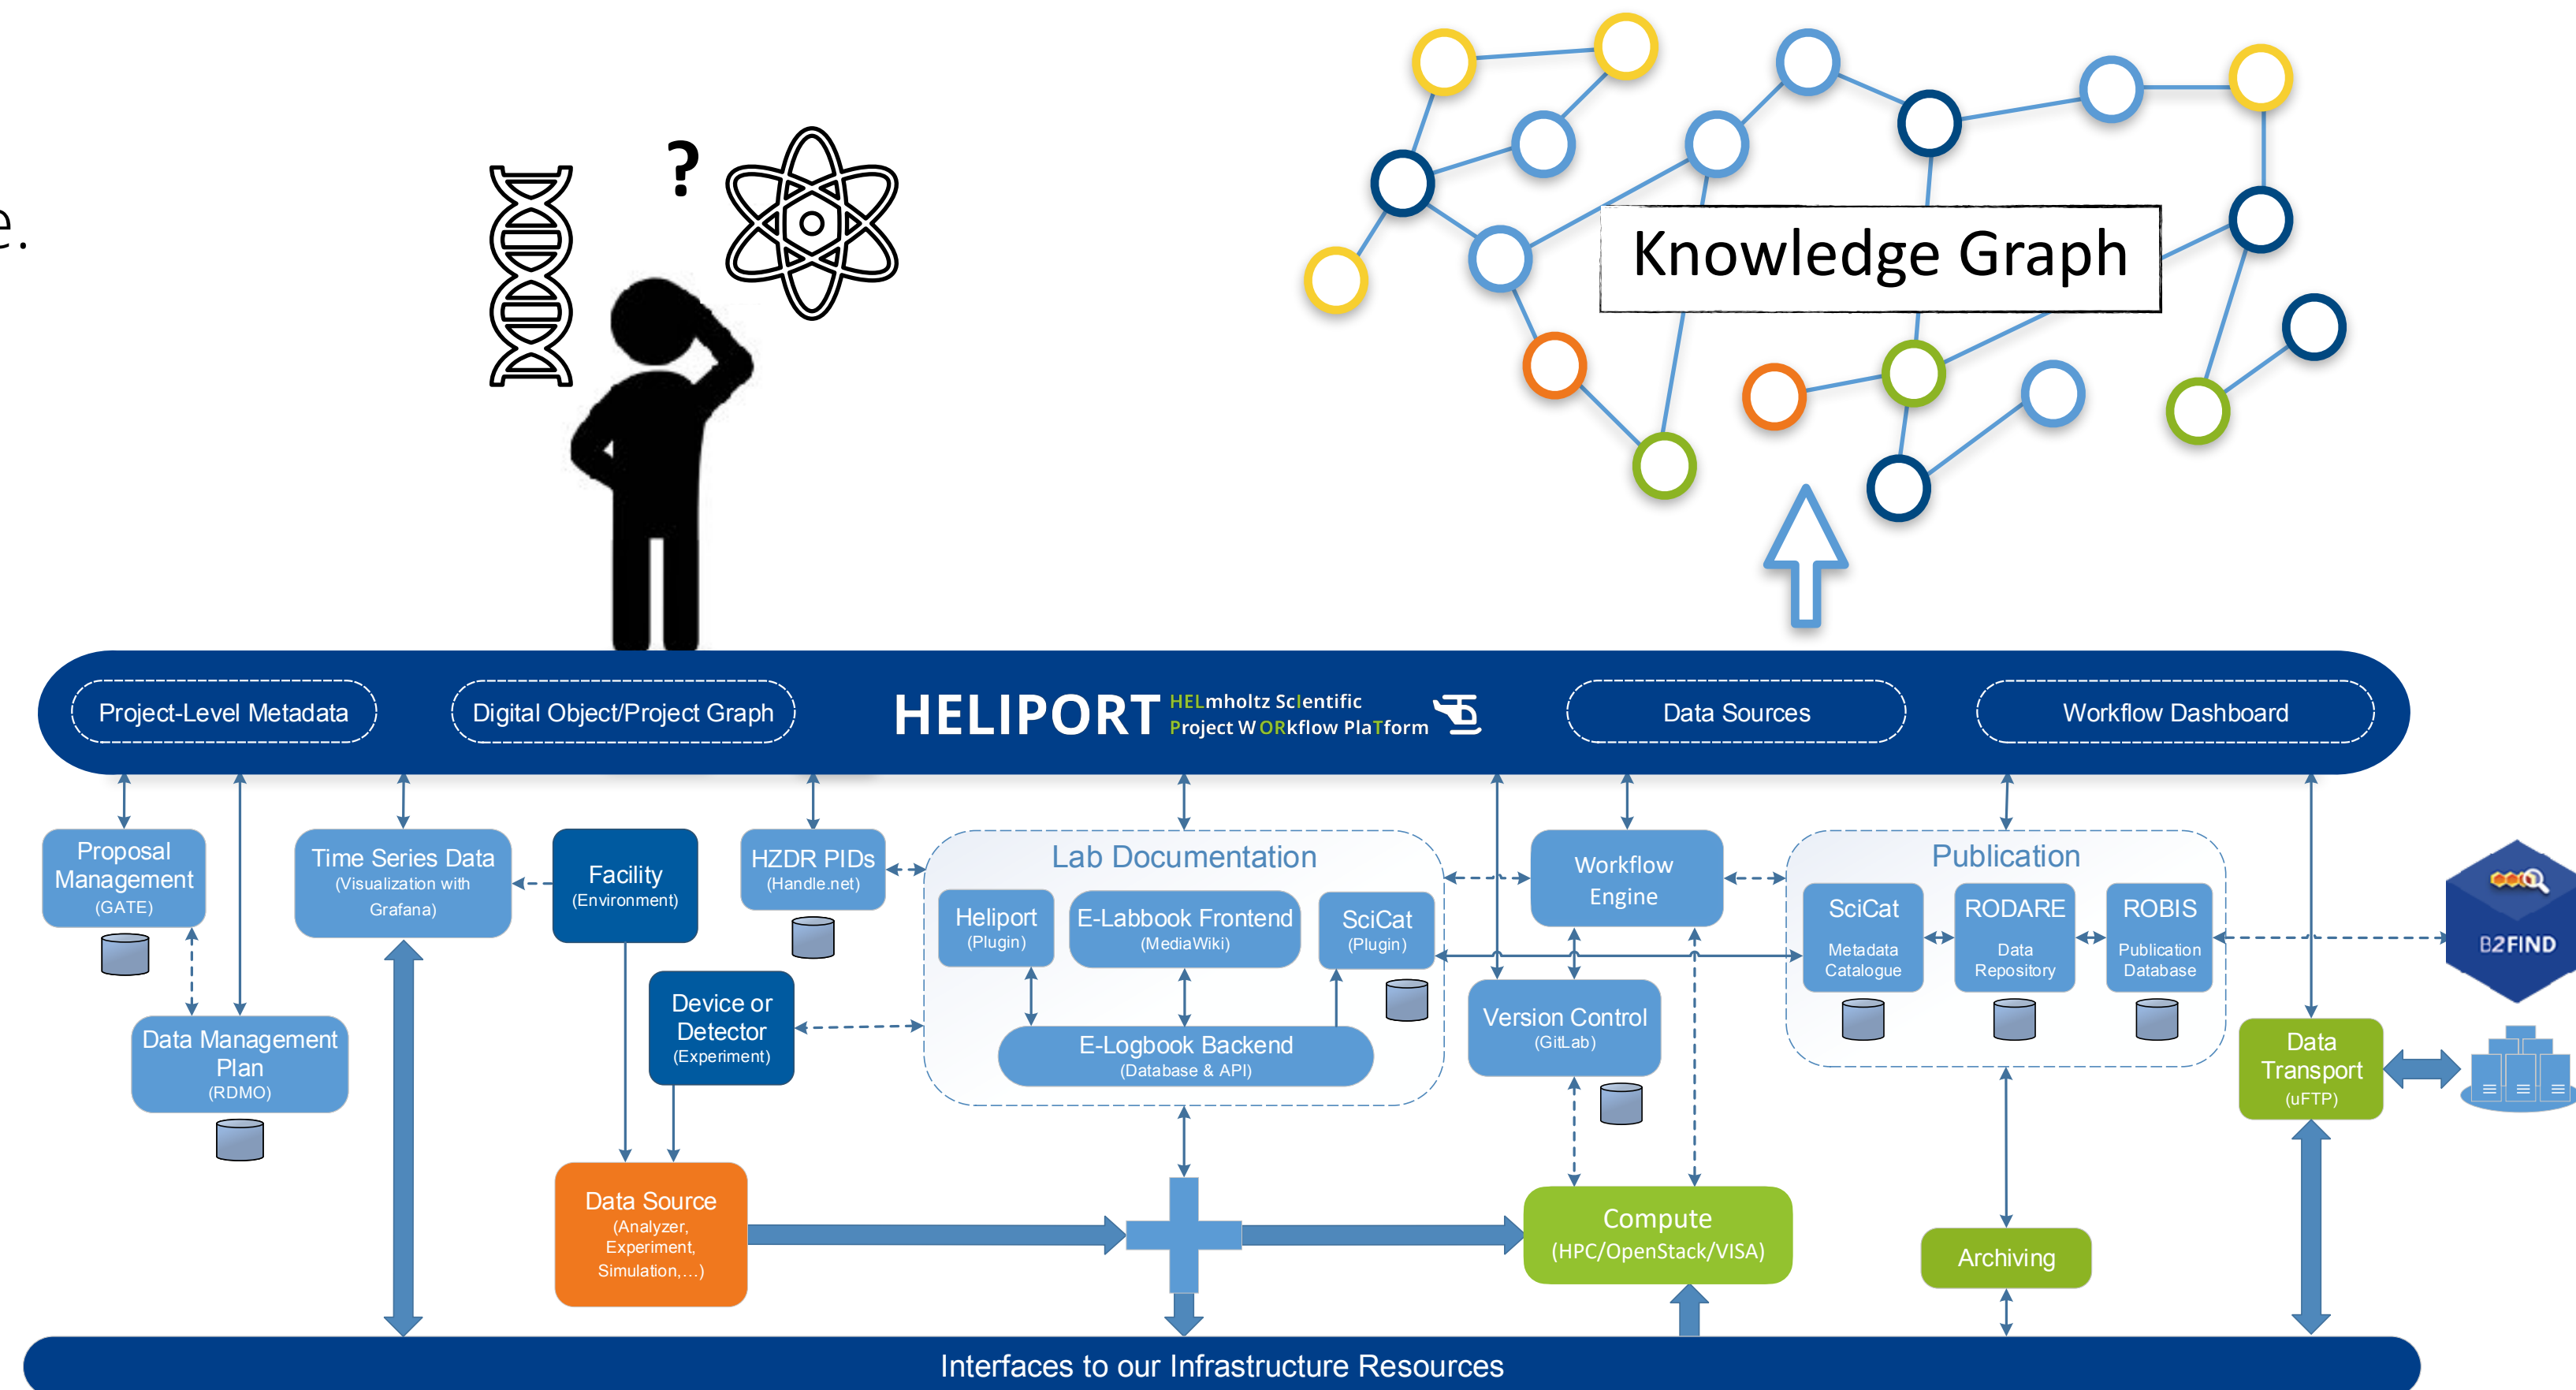 e.
?
Knowledge Graph
Project-Level Metadata
Digital Object/Project Graph
HELIPORT
HELmholtz ScIentific
Project WORkflow PlaTform
Data Sources
Workflow Dashboard
Proposal
Management
(GATE)
Time Series Data
(Visualization with
Grafana)
Facility
(Environment)
HZDR PIDs
(Handle.net)
Lab Documentation
Heliport
(Plugin)
E-Labbook Frontend
(MediaWiki)
SciCat
(Plugin)
E-Logbook Backend
(Database & API)
Workflow
Engine
Publication
SciCat
Metadata
Catalogue
RODARE
Data
Repository
ROBIS
Publication
Database
B2FIND
Device or
Detector
(Experiment)
Version Control
(GitLab)
Data Management
Plan
(RDMO)
Data
Transport
(uFTP)
Data Source
(Analyzer,
Experiment,
Simulation,...)
Compute
(HPC/OpenStack/VISA)
Archiving
Interfaces to our Infrastructure Resources